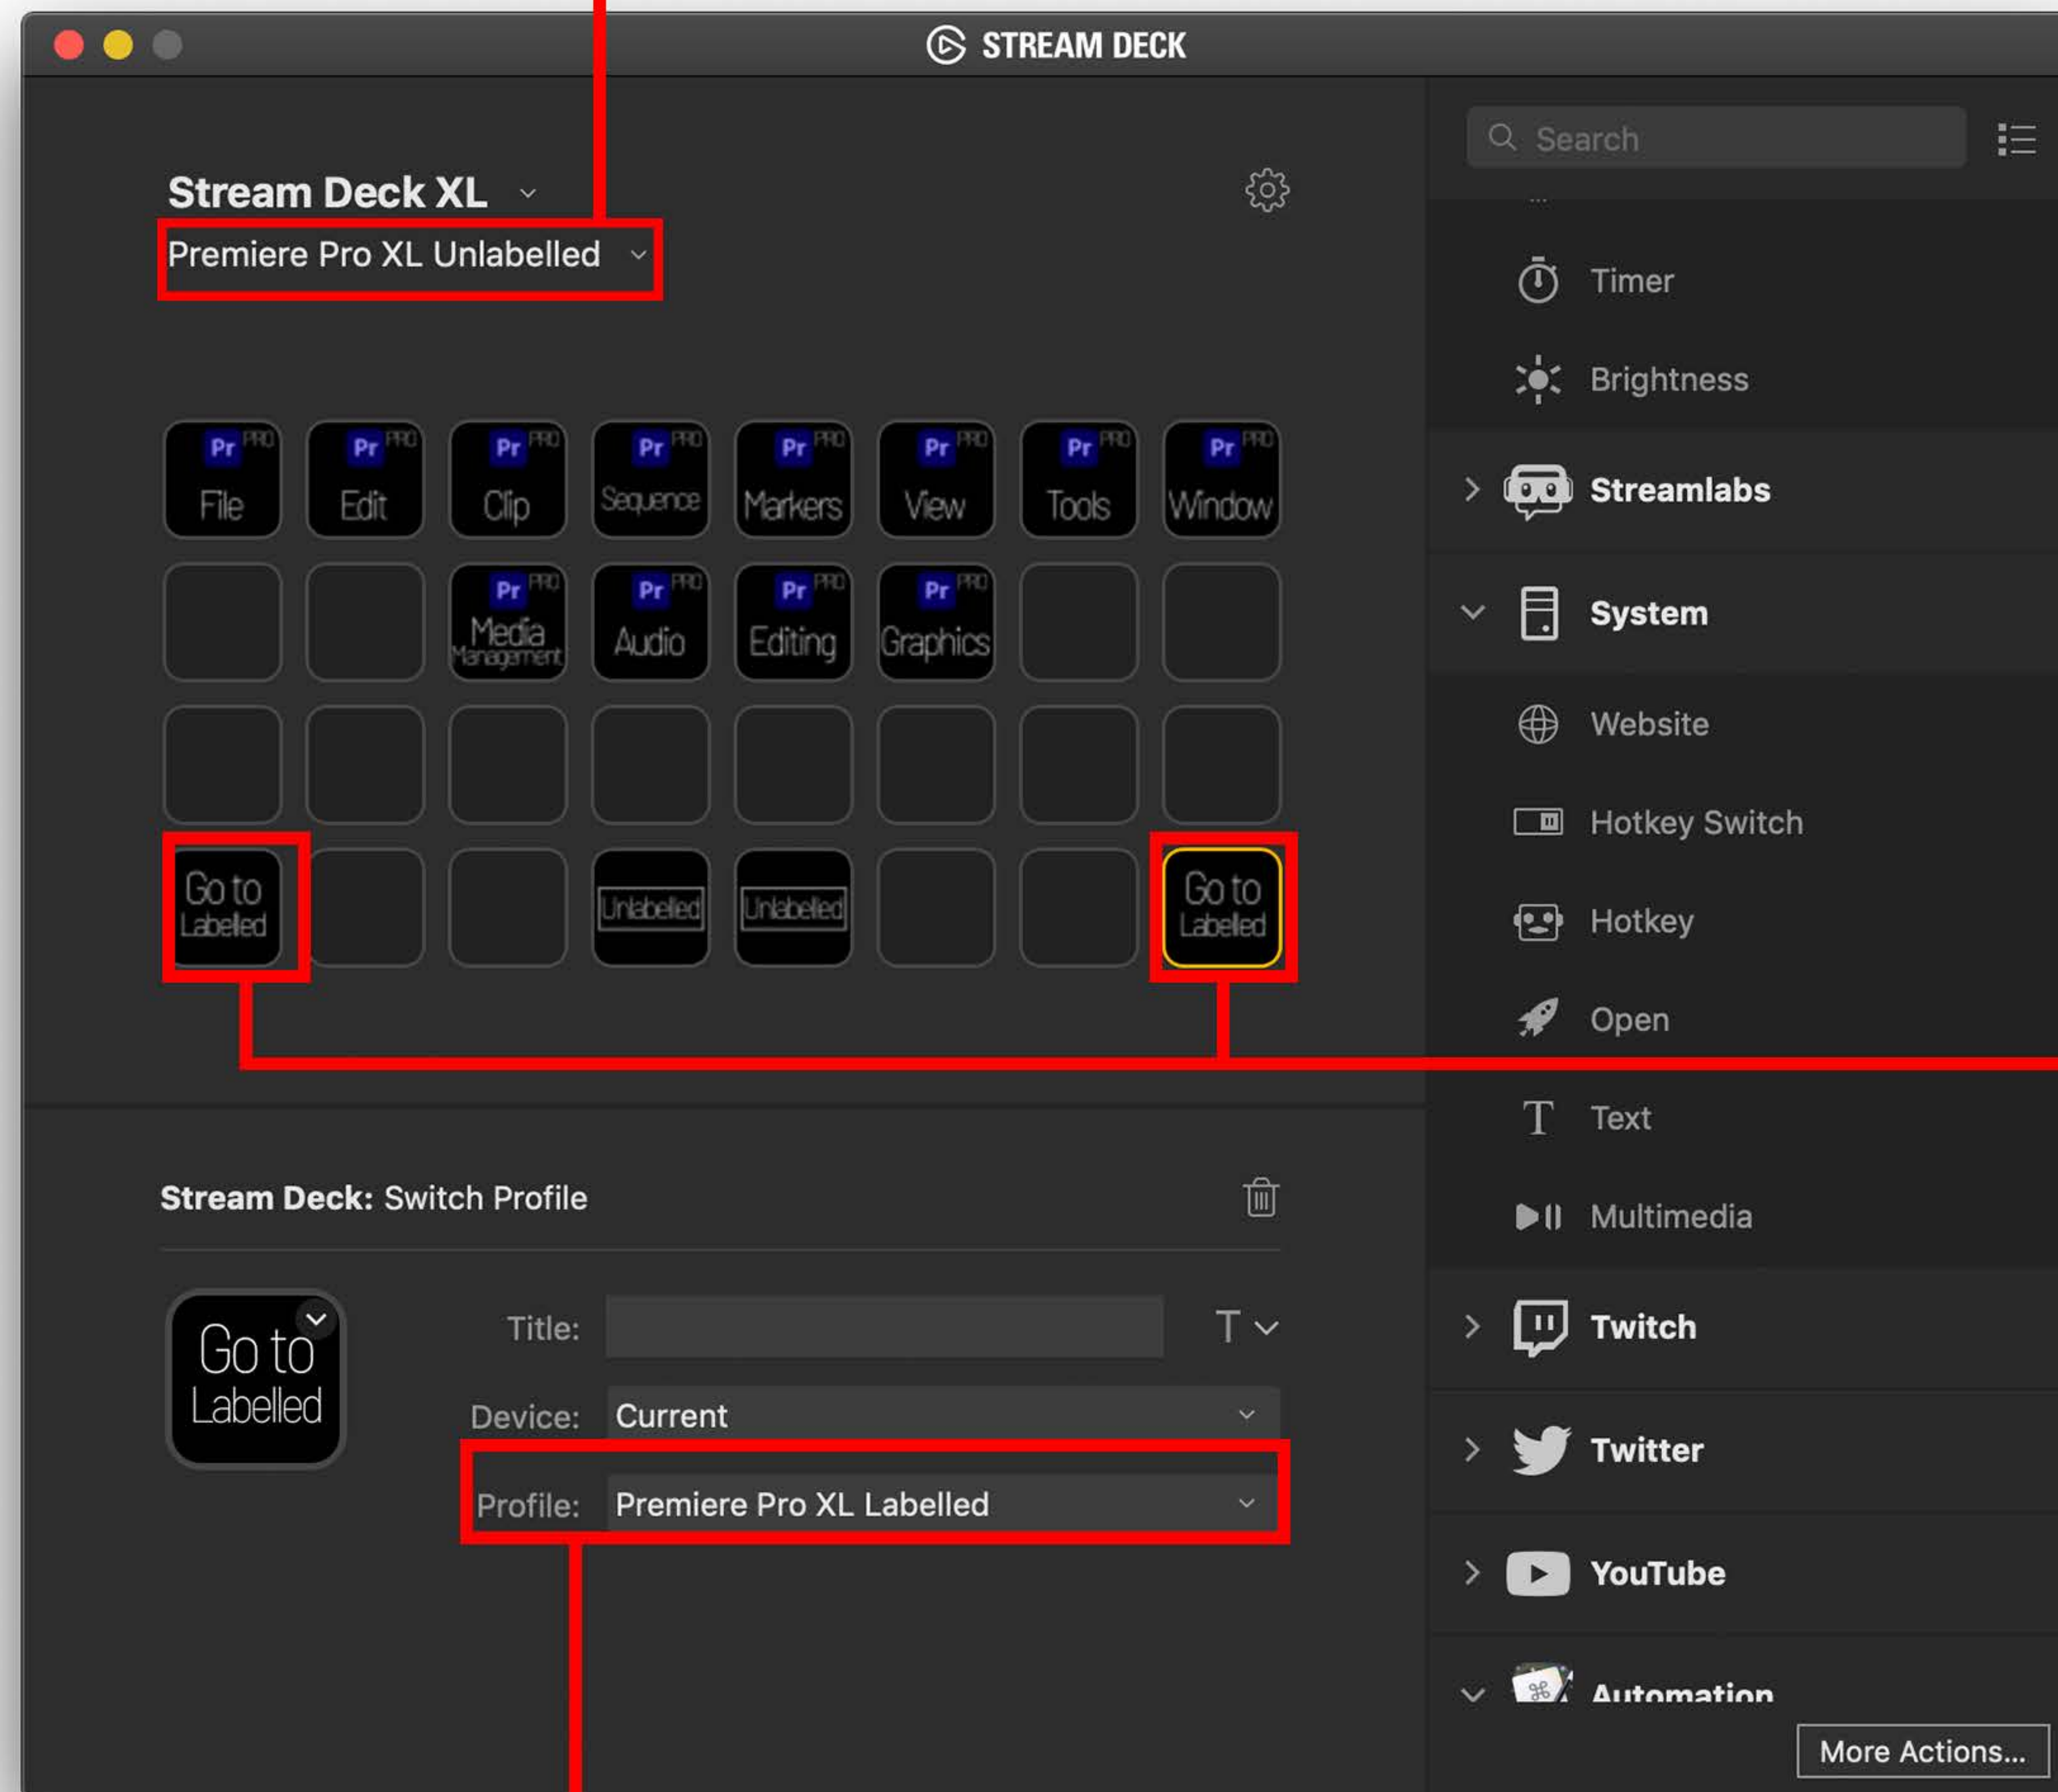 STREAM DECK
Stream Deck XL
Premiere Pro XL Unlabelled
Pr PRO File
Pr PRO Edit
Pr PRO Clip
Pr PRO Sequence
Pr PRO Markers
Pr PRO View
Pr PRO Tools
Pr PRO Window
Pr PRO Media Management
Pr PRO Audio
Pr PRO Editing
Pr PRO Graphics
Go to
Labelled
Unlabelled
Unlabelled
Go to
Labelled
Stream Deck: Switch Profile
Go to
Labelled
Title:
T
Device: Current
Profile: Premiere Pro XL Labelled
Search
Timer
Brightness
Streamlabs
System
Website
Hotkey Switch
Hotkey
Open
T Text
Multimedia
Twitch
Twitter
YouTube
Automation
More Actions...